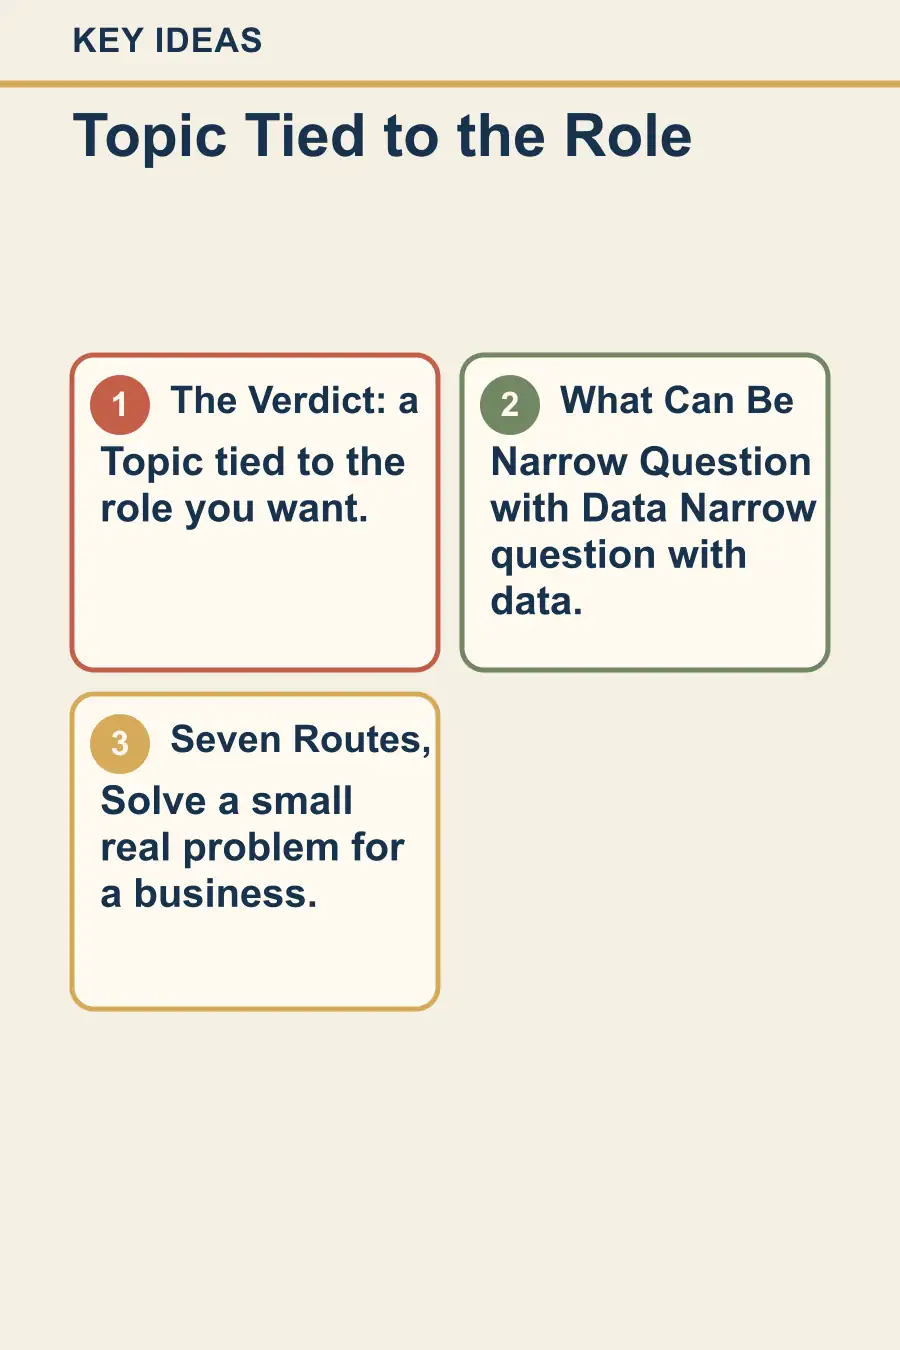 KEY IDEAS
Topic Tied to the Role
1 The Verdict: a
Topic tied to the
role you want.
2 What Can Be
Narrow Question
with Data Narrow
question with
data.
3 Seven Routes,
Solve a small
real problem for
a business.